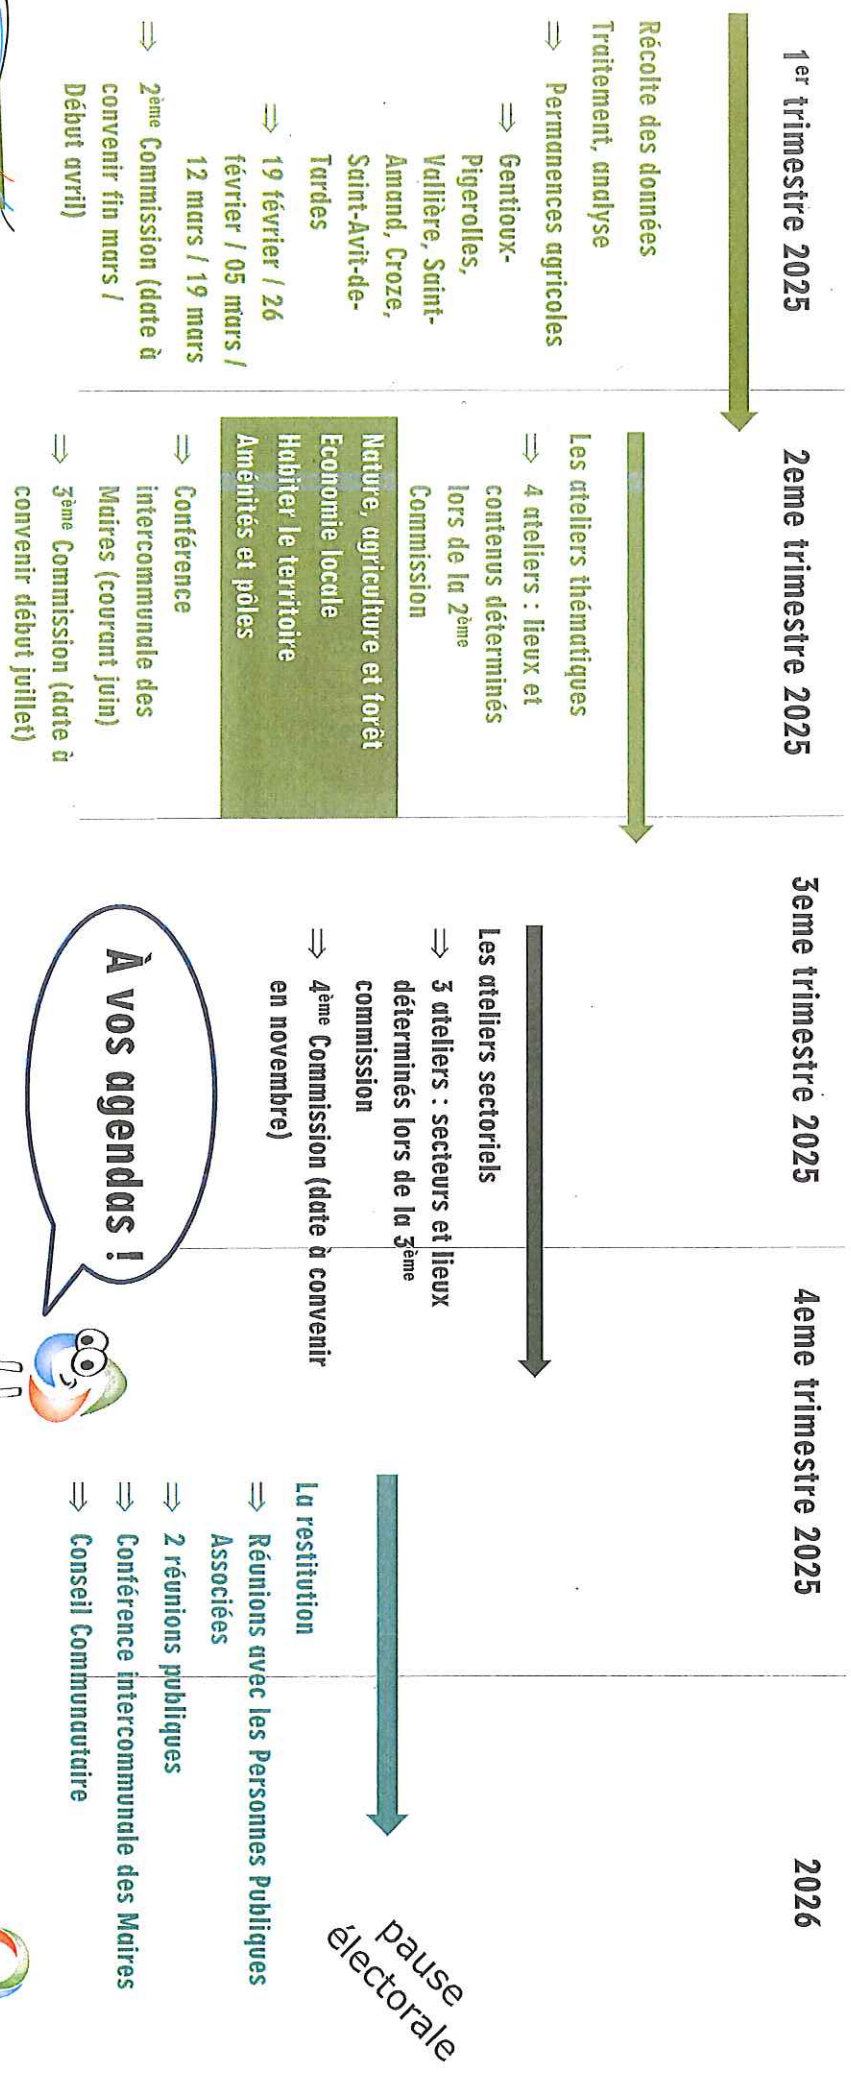 1er trimestre 2025
Récolte des données
Traitement, analyse
⇒ Permanences agricoles
⇒ Gentioux-
Pigerolles,
Vallière, Saint-
Amand, Croze,
Saint-Avit-de-
Tardes
⇒ 19 février / 26
février / 05 mars /
12 mars / 19 mars
⇒ 2ème Commission (date à
convenir fin mars /
Début avril)
2eme trimestre 2025
Les ateliers thématiques
⇒ 4 ateliers : lieux et
contenus déterminés
lors de la 2ème
Commission
Nature, agriculture et forêt
Economie locale
Habiter le territoire
Aménités et pôles
⇒ Conférence
intercommunale des
Maires (courant juin)
⇒ 3ème Commission (date à
convenir début juillet)
3eme trimestre 2025
Les ateliers sectoriels
⇒ 3 ateliers : secteurs et lieux
déterminés lors de la 3ème
commission
⇒ 4ème Commission (date à convenir
en novembre)
À vos agendas !
4eme trimestre 2025
La restitution
⇒ Réunions avec les Personnes Publiques
Associées
⇒ 2 réunions publiques
⇒ Conférence intercommunale des Maires
⇒ Conseil Communautaire
2026
pause
électorale